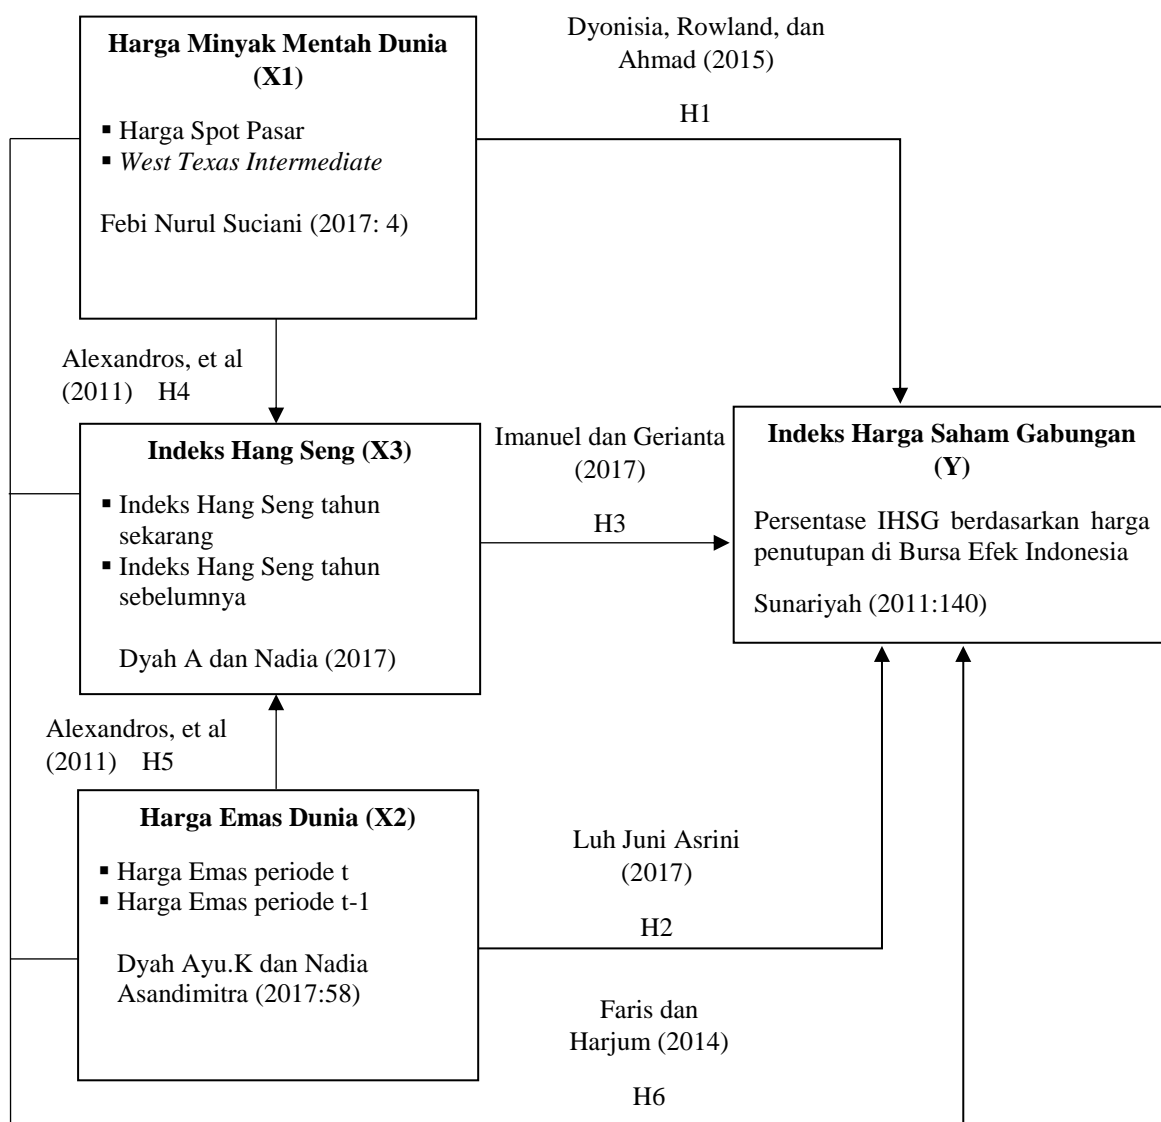 Harga Minyak Mentah Dunia
(X1)
▪ Harga Spot Pasar
▪ West Texas Intermediate
Febi Nurul Suciani (2017: 4)
Dyonisia, Rowland, dan
Ahmad (2015)
H1
Alexandros, et al
(2011) H4
Indeks Hang Seng (X3)
▪ Indeks Hang Seng tahun
sekarang
▪ Indeks Hang Seng tahun
sebelumnya
Dyah A dan Nadia (2017)
Imanuel dan Gerianta
(2017)
H3
Indeks Harga Saham Gabungan
(Y)
Persentase IHSG berdasarkan harga
penutupan di Bursa Efek Indonesia
Sunariyah (2011:140)
Alexandros, et al
(2011) H5
Harga Emas Dunia (X2)
▪ Harga Emas periode t
▪ Harga Emas periode t-1
Dyah Ayu.K dan Nadia
Asandimitra (2017:58)
Luh Juni Asrini
(2017)
H2
Faris dan
Harjum (2014)
H6